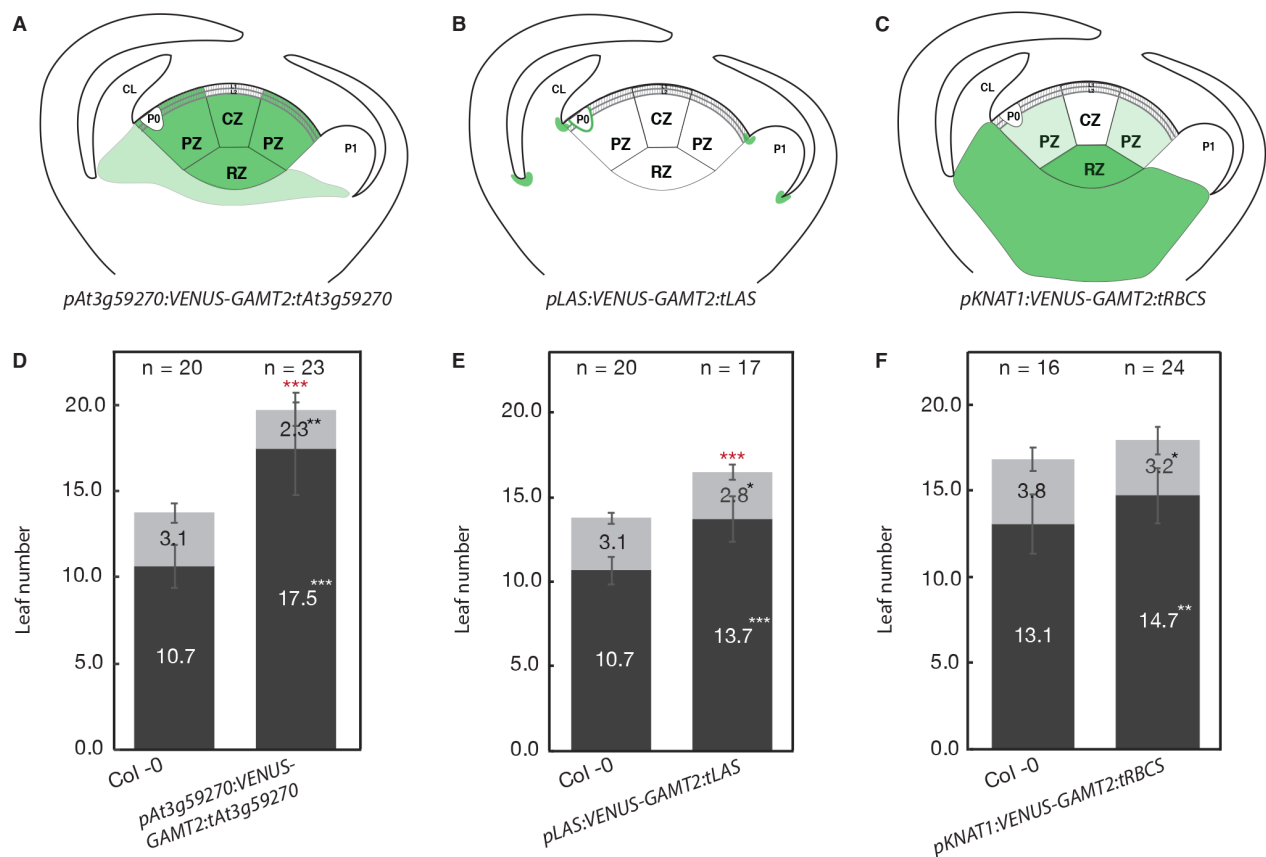 A
CL
P0
L1
L2
CZ
PZ
PZ
RZ
P1
pAt3g59270:VENUS-GAMT2:tAt3g59270
B
CL
P0
CZ
PZ
PZ
RZ
P1
pLAS:VENUS-GAMT2:tLAS
C
CL
P0
CZ
PZ
PZ
RZ
P1
pKNAT1:VENUS-GAMT2:tRBCS
D
n = 20
n = 23
***
20.0
15.0
10.0
5.0
0.0
Leaf number
3.1
10.7
2.3**
17.5***
Col -0
pAt3g59270:VENUS-
GAMT2:tAt3g59270
E
n = 20
n = 17
***
20.0
15.0
10.0
5.0
0.0
Leaf number
3.1
10.7
2.8*
13.7***
Col -0
pLAS:VENUS-GAMT2:tLAS
F
n = 16
n = 24
20.0
15.0
10.0
5.0
0.0
Leaf number
3.8
13.1
3.2*
14.7**
Col -0
pKNAT1:VENUS-GAMT2:tRBCS